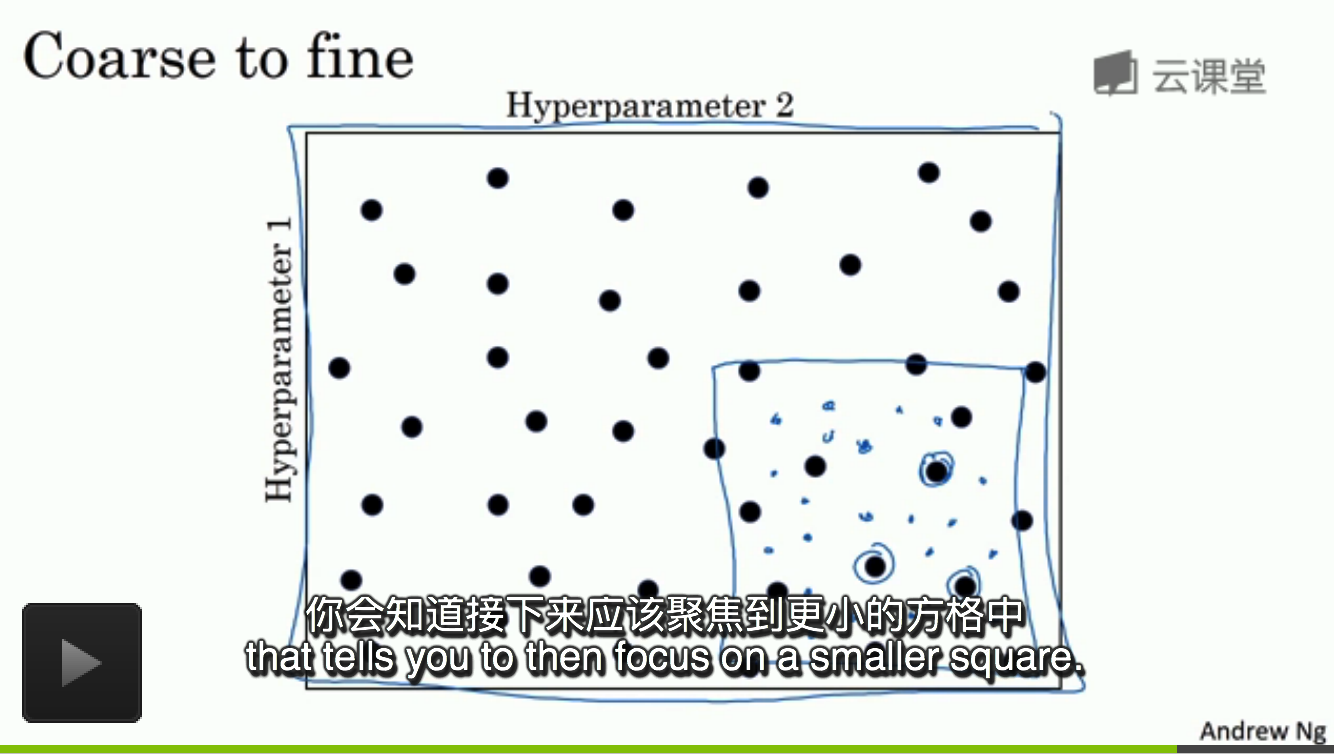 Coarse to fine
云课堂
Hyperparameter 2
Hyperparameter 1
你会知道接下来应该聚焦到更小的方格中
that tells you to then focus on a smaller square.
Andrew Ng